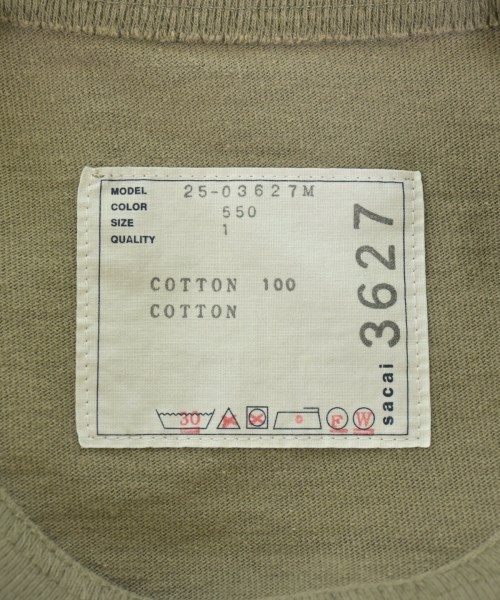 MODEL 25-03627M
COLOR 550
SIZE 1
QUALITY
COTTON 100
COTTON
sacai 3627
30 F W